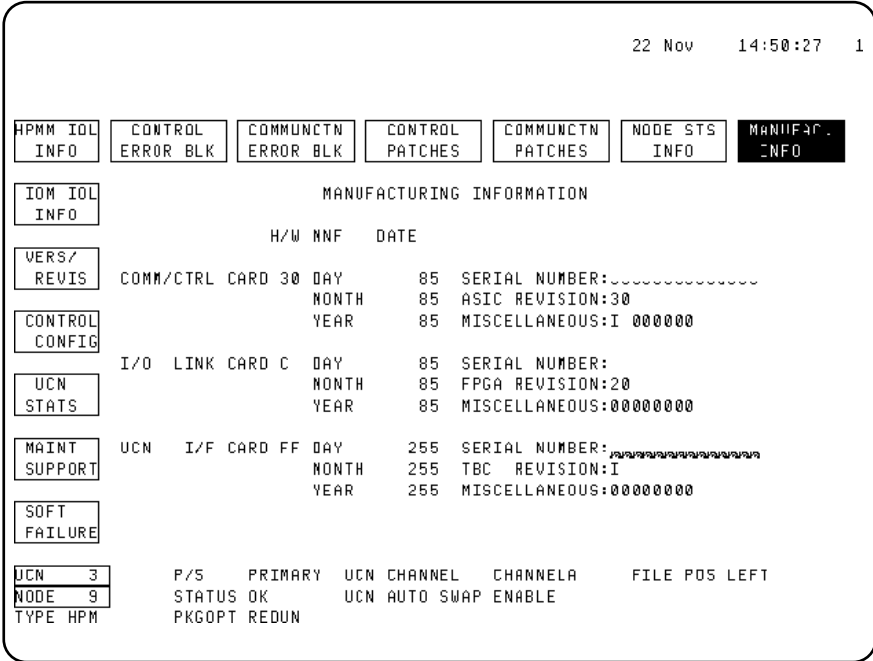 22 Nov 14:50:27 1
HPMM IOL INFO
CONTROL ERROR BLK
COMMUNCTN ERROR BLK
CONTROL PATCHES
COMMUNCTN PATCHES
NODE STS INFO
MANUFAC. INFO
IOM IOL INFO
MANUFACTURING INFORMATION
H/W MNF DATE
VERS/ REVIS
COMM/CTRL CARD 30 DAY 85 SERIAL NUMBER:
MONTH 85 ASIC REVISION:30
YEAR 85 MISCELLANEOUS:I 000000
CONTROL CONFIG
I/O LINK CARD C DAY 85 SERIAL NUMBER:
MONTH 85 FPGA REVISION:20
YEAR 85 MISCELLANEOUS:00000000
UCN STATS
MAINT SUPPORT
UCN I/F CARD FF DAY 255 SERIAL NUMBER:
MONTH 255 TBC REVISION:I
YEAR 255 MISCELLANEOUS:00000000
SOFT FAILURE
UCN 3 P/S PRIMARY UCN CHANNEL CHANNELA FILE POS LEFT
NODE 9 STATUS OK UCN AUTO SWAP ENABLE
TYPE HPM PKGOPT REDUN